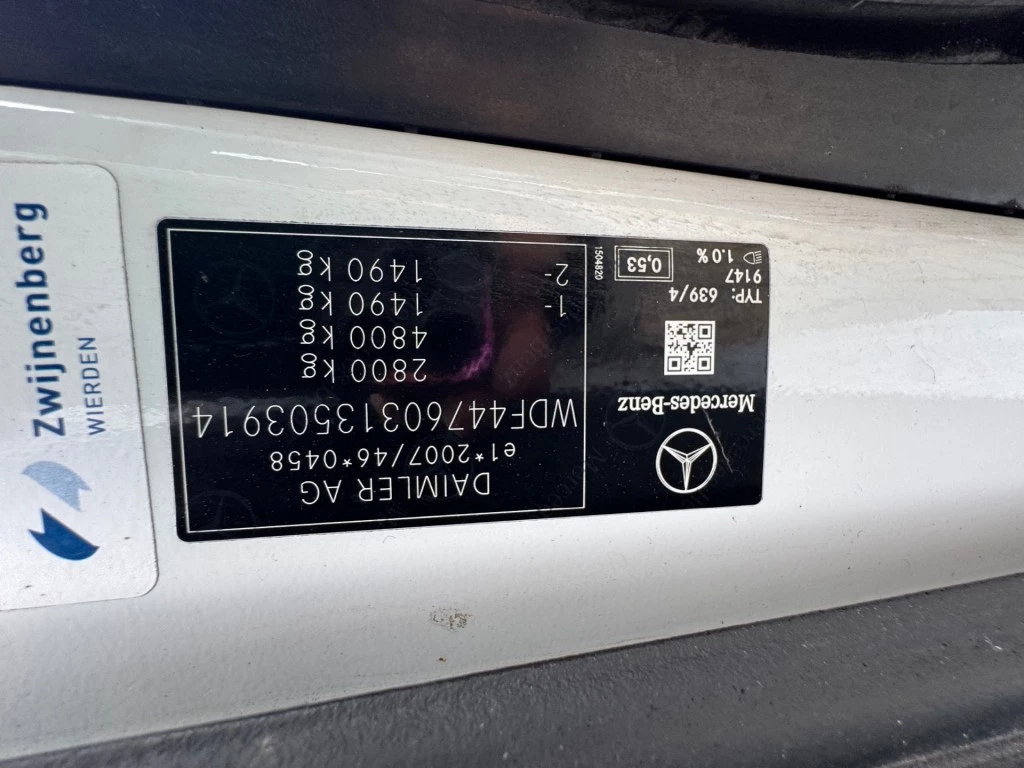 DAIMLER AG
e1*2007/46*0458
WDF44760313503914
2800 kg
4800 kg
1- 1490 kg
2- 1490 kg
Mercedes-Benz
TYP: 639/4
9147
1.0 %
0,53
1504820
Zwijnenberg
WIERDEN